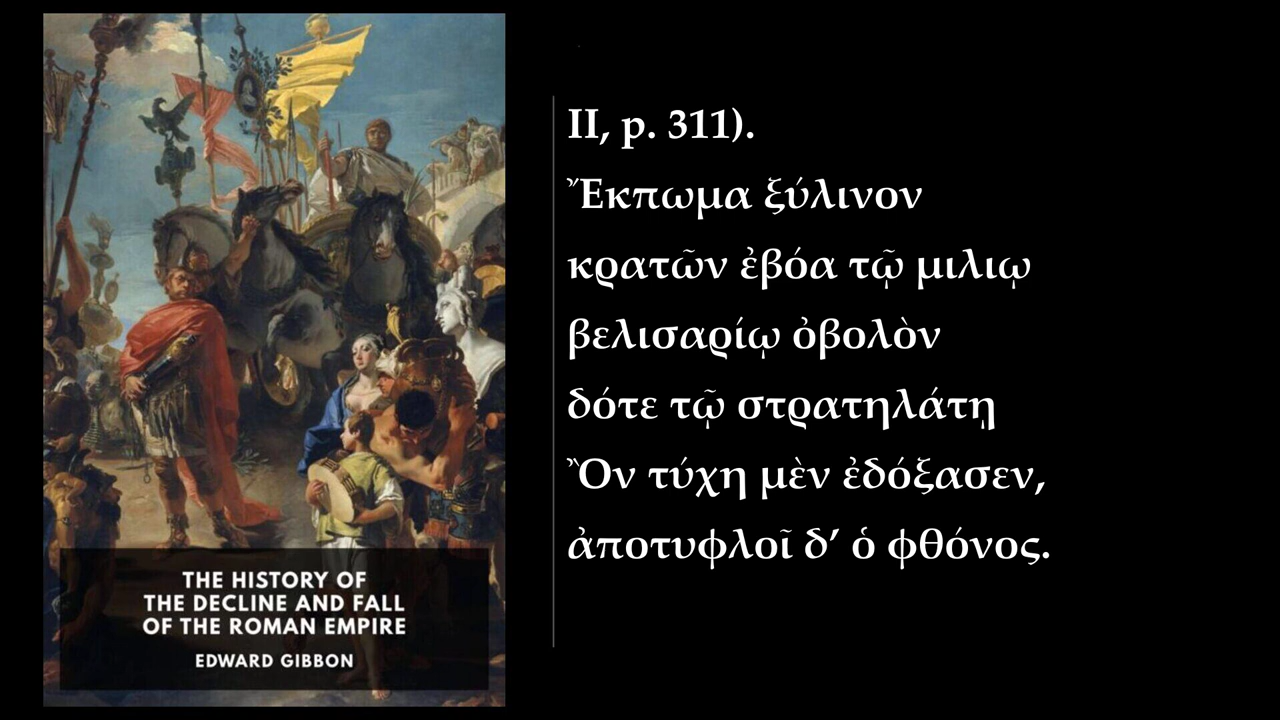 THE HISTORY OF
THE DECLINE AND FALL
OF THE ROMAN EMPIRE
EDWARD GIBBON
II, p. 311).
Ἔκπωμα ξύλινον
κρατῶν ἐβόα τῷ μιλιῳ
βελισαρίῳ ὀβολὸν
δότε τῷ στρατηλάτῃ
Ὃν τύχη μὲν ἐδόξασεν,
ἀποτυφλοῖ δ’ ὁ φθόνος.